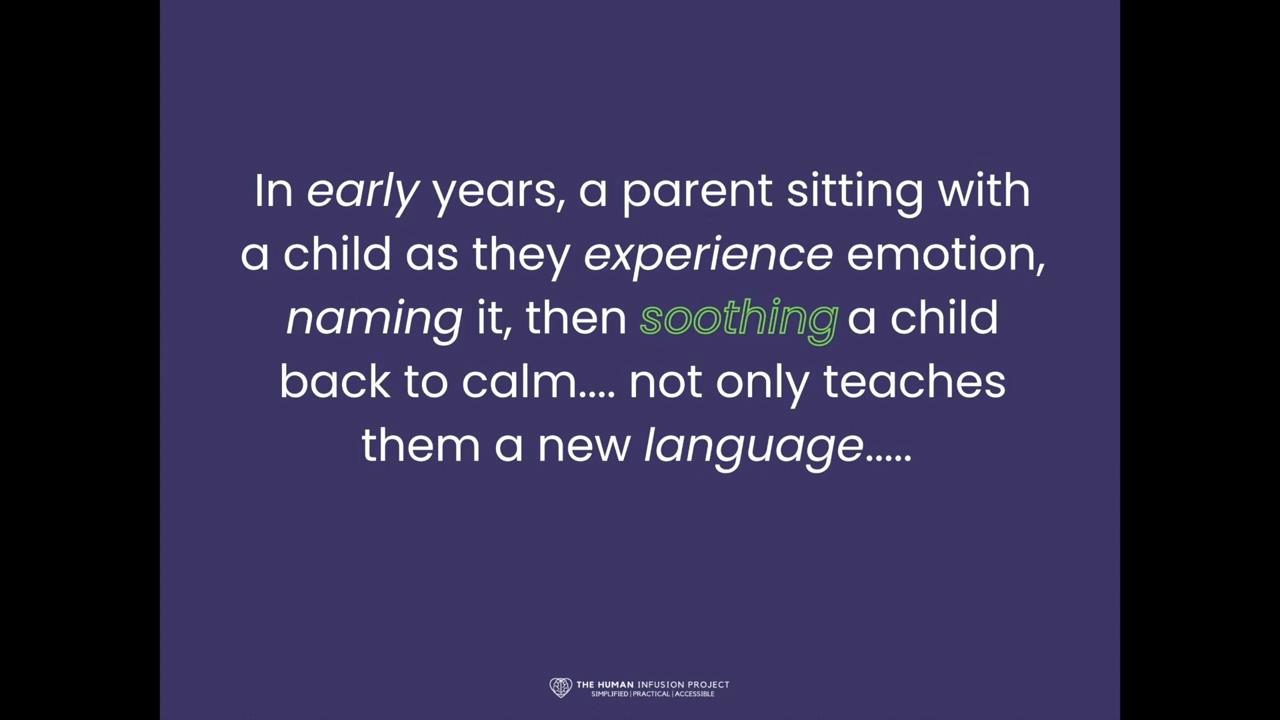 In early years, a parent sitting with
a child as they experience emotion,
naming it, then soothing a child
back to calm.... not only teaches
them a new language.....
THE HUMAN INFUSION PROJECT
SIMPLIFIED | PRACTICAL | ACCESSIBLE